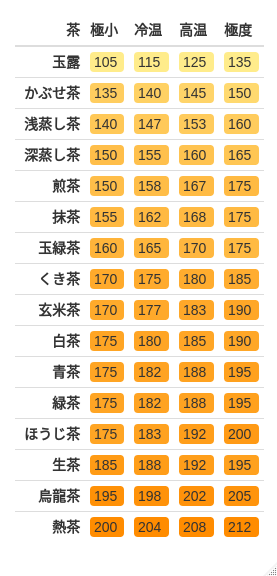 茶 極小 冷温 高温 極度
玉露 105 115 125 135
かぶせ茶 135 140 145 150
浅蒸し茶 140 147 153 160
深蒸し茶 150 155 160 165
煎茶 150 158 167 175
抹茶 155 162 168 175
玉緑茶 160 165 170 175
くき茶 170 175 180 185
玄米茶 170 177 183 190
白茶 175 180 185 190
青茶 175 182 188 195
緑茶 175 182 188 195
ほうじ茶 175 183 192 200
生茶 185 188 192 195
烏龍茶 195 198 202 205
熱茶 200 204 208 212